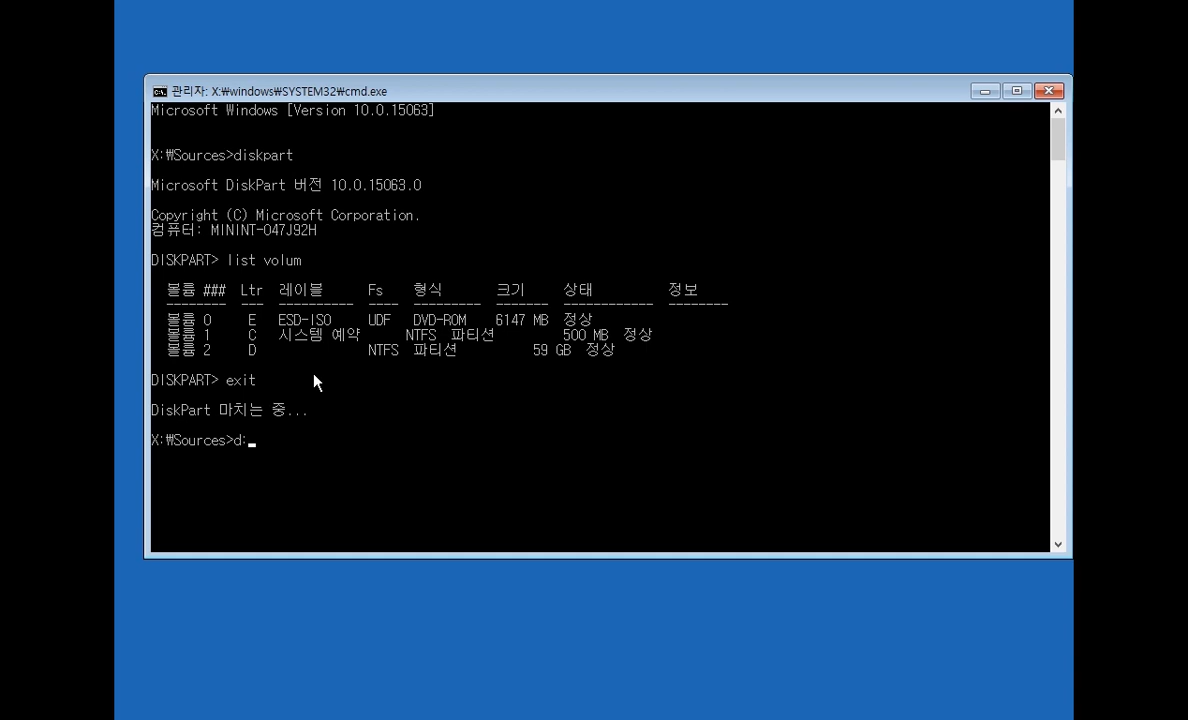 관리자: X:₩windows₩SYSTEM32₩cmd.exe
Microsoft Windows [Version 10.0.15063]
X:₩Sources>diskpart
Microsoft DiskPart 버전 10.0.15063.0
Copyright (C) Microsoft Corporation.
컴퓨터: MININT-047J92H
DISKPART> list volum
볼륨 ### Ltr 레이블 Fs 형식 크기 상태 정보
-------- --- ---------- ---- --------- ------- ------------ --------
볼륨 0 E ESD-ISO UDF DVD-ROM 6147 MB 정상
볼륨 1 C 시스템 예약 NTFS 파티션 500 MB 정상
볼륨 2 D NTFS 파티션 59 GB 정상
DISKPART> exit
DiskPart 마치는 중...
X:₩Sources>d: